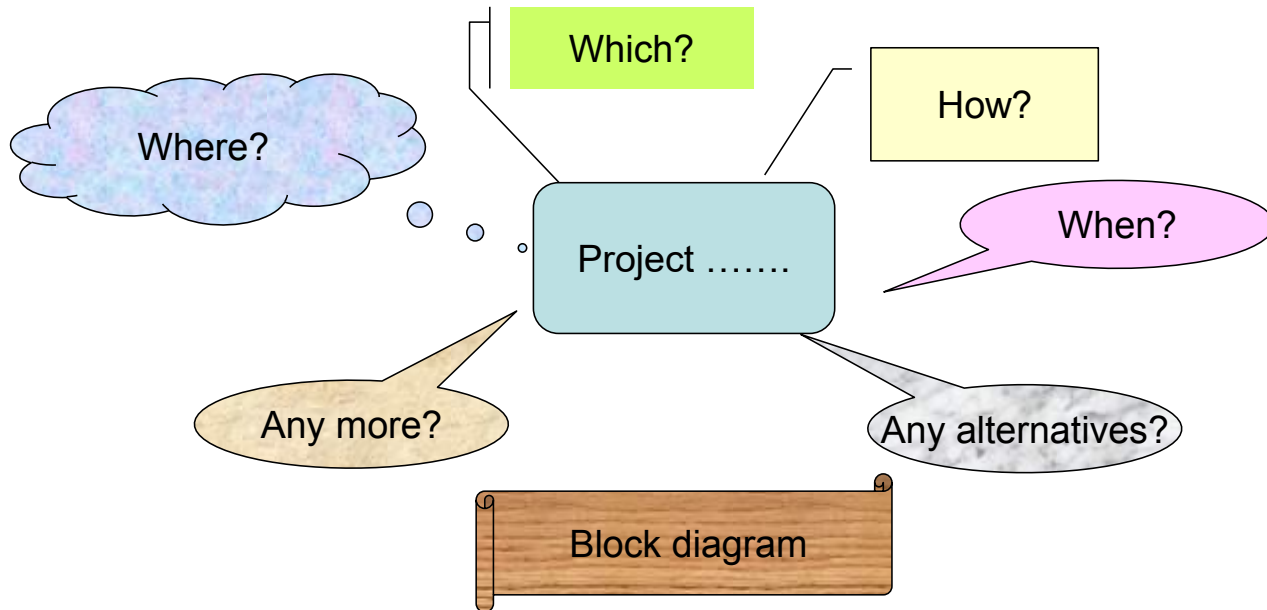 Which?
How?
Where?
When?
Project …….
Any more?
Any alternatives?
Block diagram